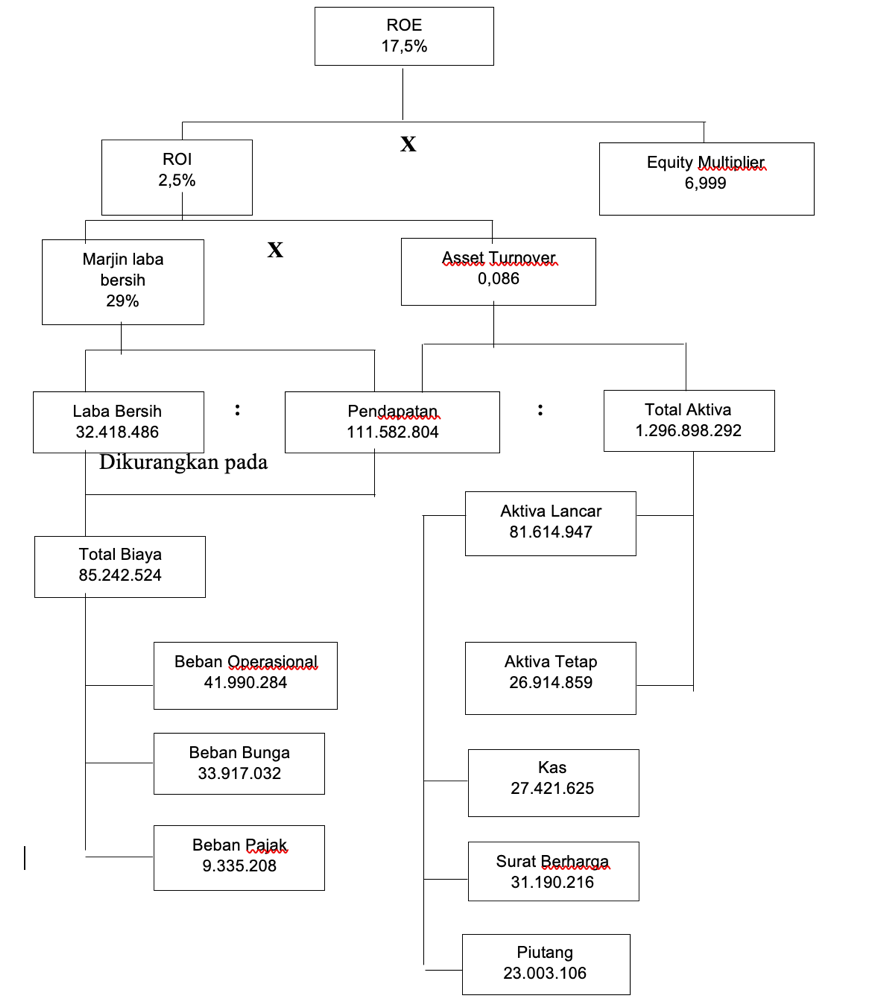 ROE
17,5%
X
ROI
2,5%
Equity Multiplier
6,999
X
Marjin laba
bersih
29%
Asset Turnover
0,086
Laba Bersih
32.418.486
:
Pendapatan
111.582.804
:
Total Aktiva
1.296.898.292
Dikurangkan pada
Aktiva Lancar
81.614.947
Total Biaya
85.242.524
Beban Operasional
41.990.284
Aktiva Tetap
26.914.859
Beban Bunga
33.917.032
Kas
27.421.625
Beban Pajak
9.335.208
Surat Berharga
31.190.216
Piutang
23.003.106